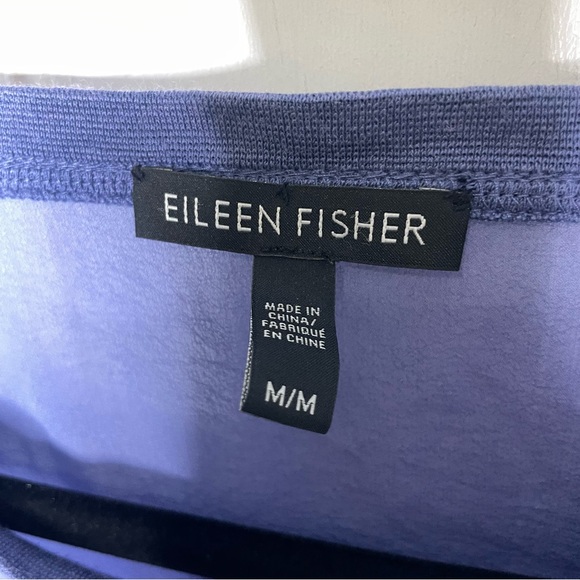 EILEEN FISHER
MADE IN
CHINA/
FABRIQUÉ
EN CHINE
M/M